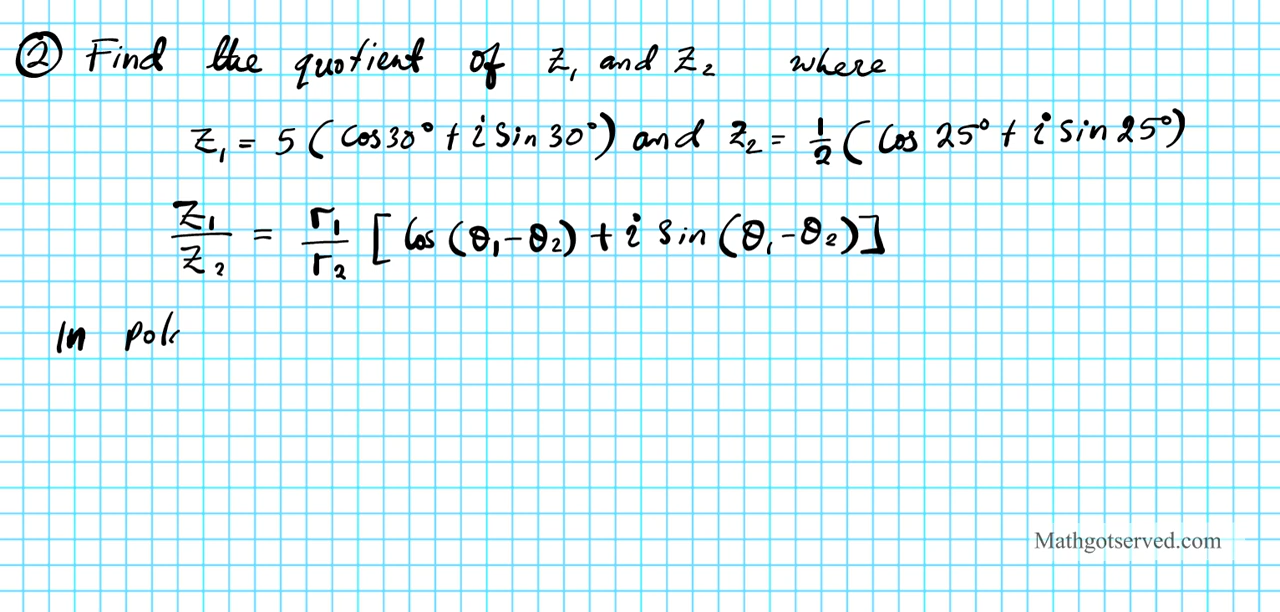 ② Find the quotient of z₁ and z₂ where
z₁ = 5 (Cos 30° + i Sin 30°) and z₂ = 1/2 (Cos 25° + i Sin 25°)
z₁/z₂ = r₁/r₂ [Cos (θ₁-θ₂) + i Sin (θ₁-θ₂)]
In pol
Mathgotserved.com